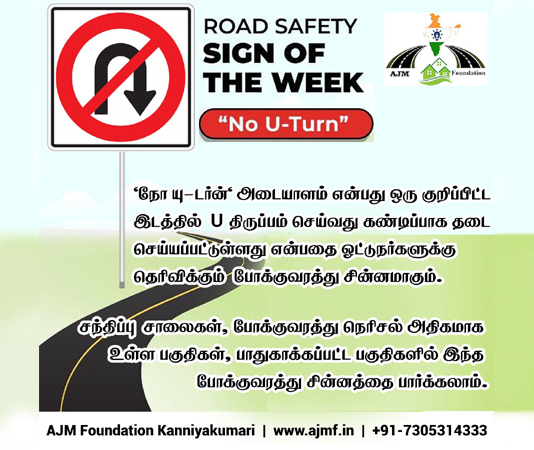 ROAD SAFETY
SIGN OF
THE WEEK
AJM Foundation
“No U-Turn”
‘நோ யு-டர்ன்‘ அடையாளம் என்பது ஒரு குறிப்பிட்ட
இடத்தில் U திருப்பம் செய்வது கண்டிப்பாக தடை
செய்யப்பட்டுள்ளது என்பதை ஓட்டுநர்களுக்கு
தெரிவிக்கும் போக்குவரத்து சின்னமாகும்.
சந்திப்பு சாலைகள், போக்குவரத்து நெரிசல் அதிகமாக
உள்ள பகுதிகள், பாதுகாக்கப்பட்ட பகுதிகளில் இந்த
போக்குவரத்து சின்னத்தை பார்க்கலாம்.
AJM Foundation Kanniyakumari | www.ajmf.in | +91-7305314333